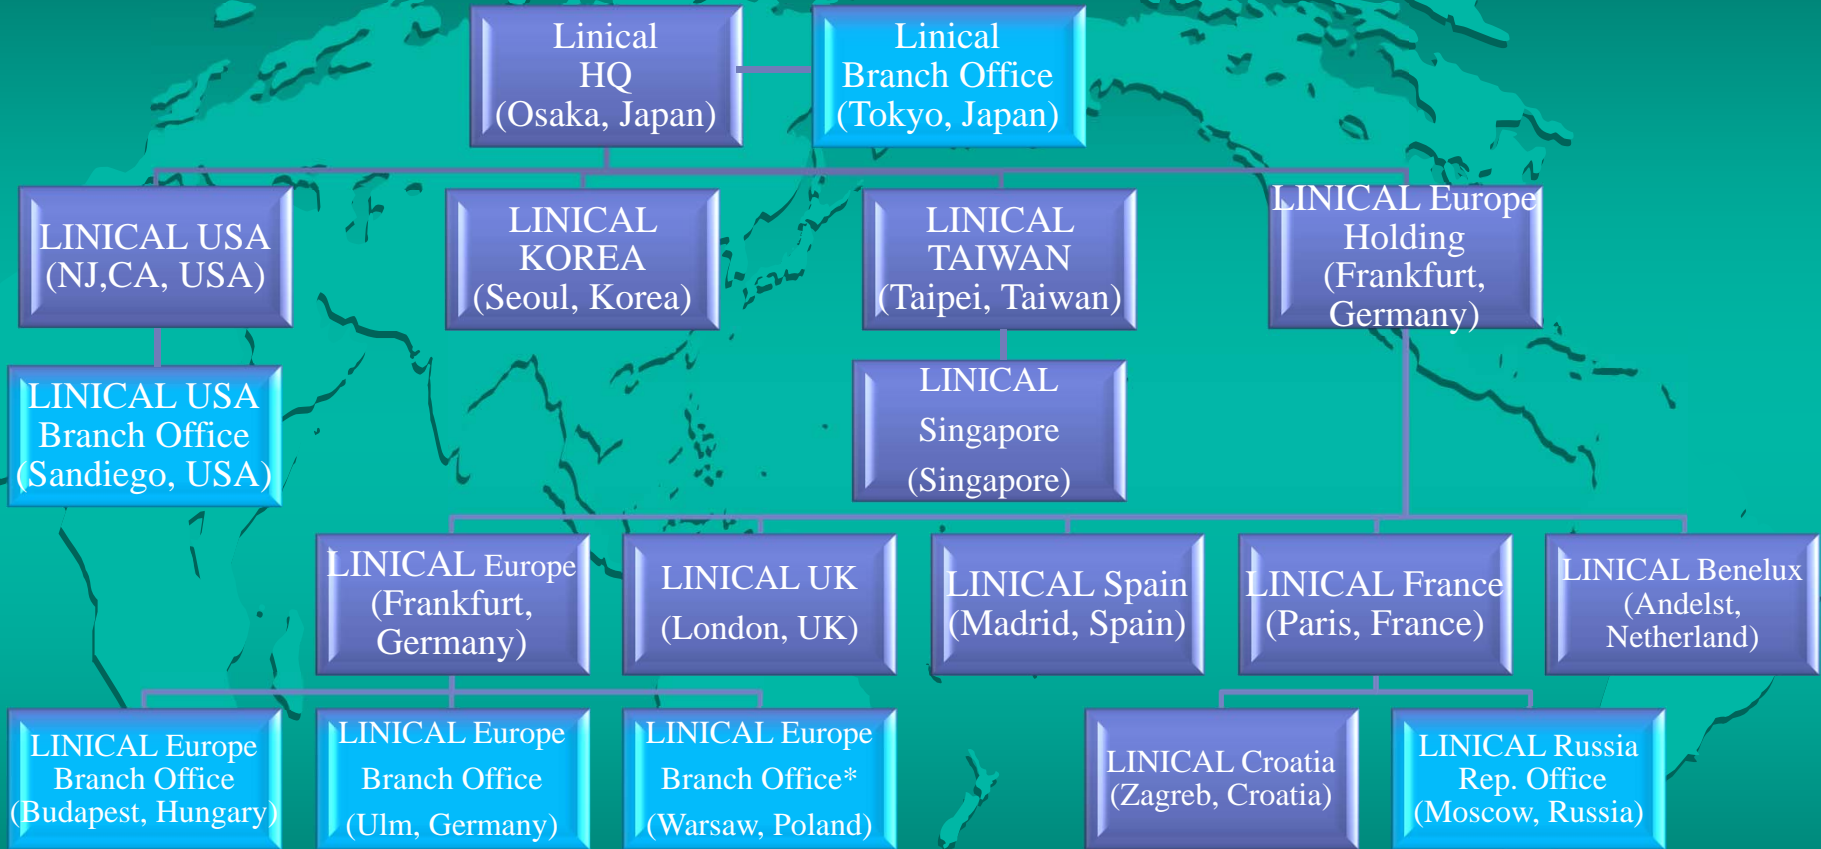 Linical
HQ
(Osaka, Japan)
Linical
Branch Office
(Tokyo, Japan)
LINICAL USA
(NJ,CA, USA)
LINICAL
KOREA
(Seoul, Korea)
LINICAL
TAIWAN
(Taipei, Taiwan)
LINICAL Europe
Holding
(Frankfurt,
Germany)
LINICAL USA
Branch Office
(Sandiego, USA)
LINICAL
Singapore
(Singapore)
LINICAL Europe
(Frankfurt,
Germany)
LINICAL UK
(London, UK)
LINICAL Spain
(Madrid, Spain)
LINICAL France
(Paris, France)
LINICAL Benelux
(Andelst,
Netherland)
LINICAL Europe
Branch Office
(Budapest, Hungary)
LINICAL Europe
Branch Office
(Ulm, Germany)
LINICAL Europe
Branch Office*
(Warsaw, Poland)
LINICAL Croatia
(Zagreb, Croatia)
LINICAL Russia
Rep. Office
(Moscow, Russia)